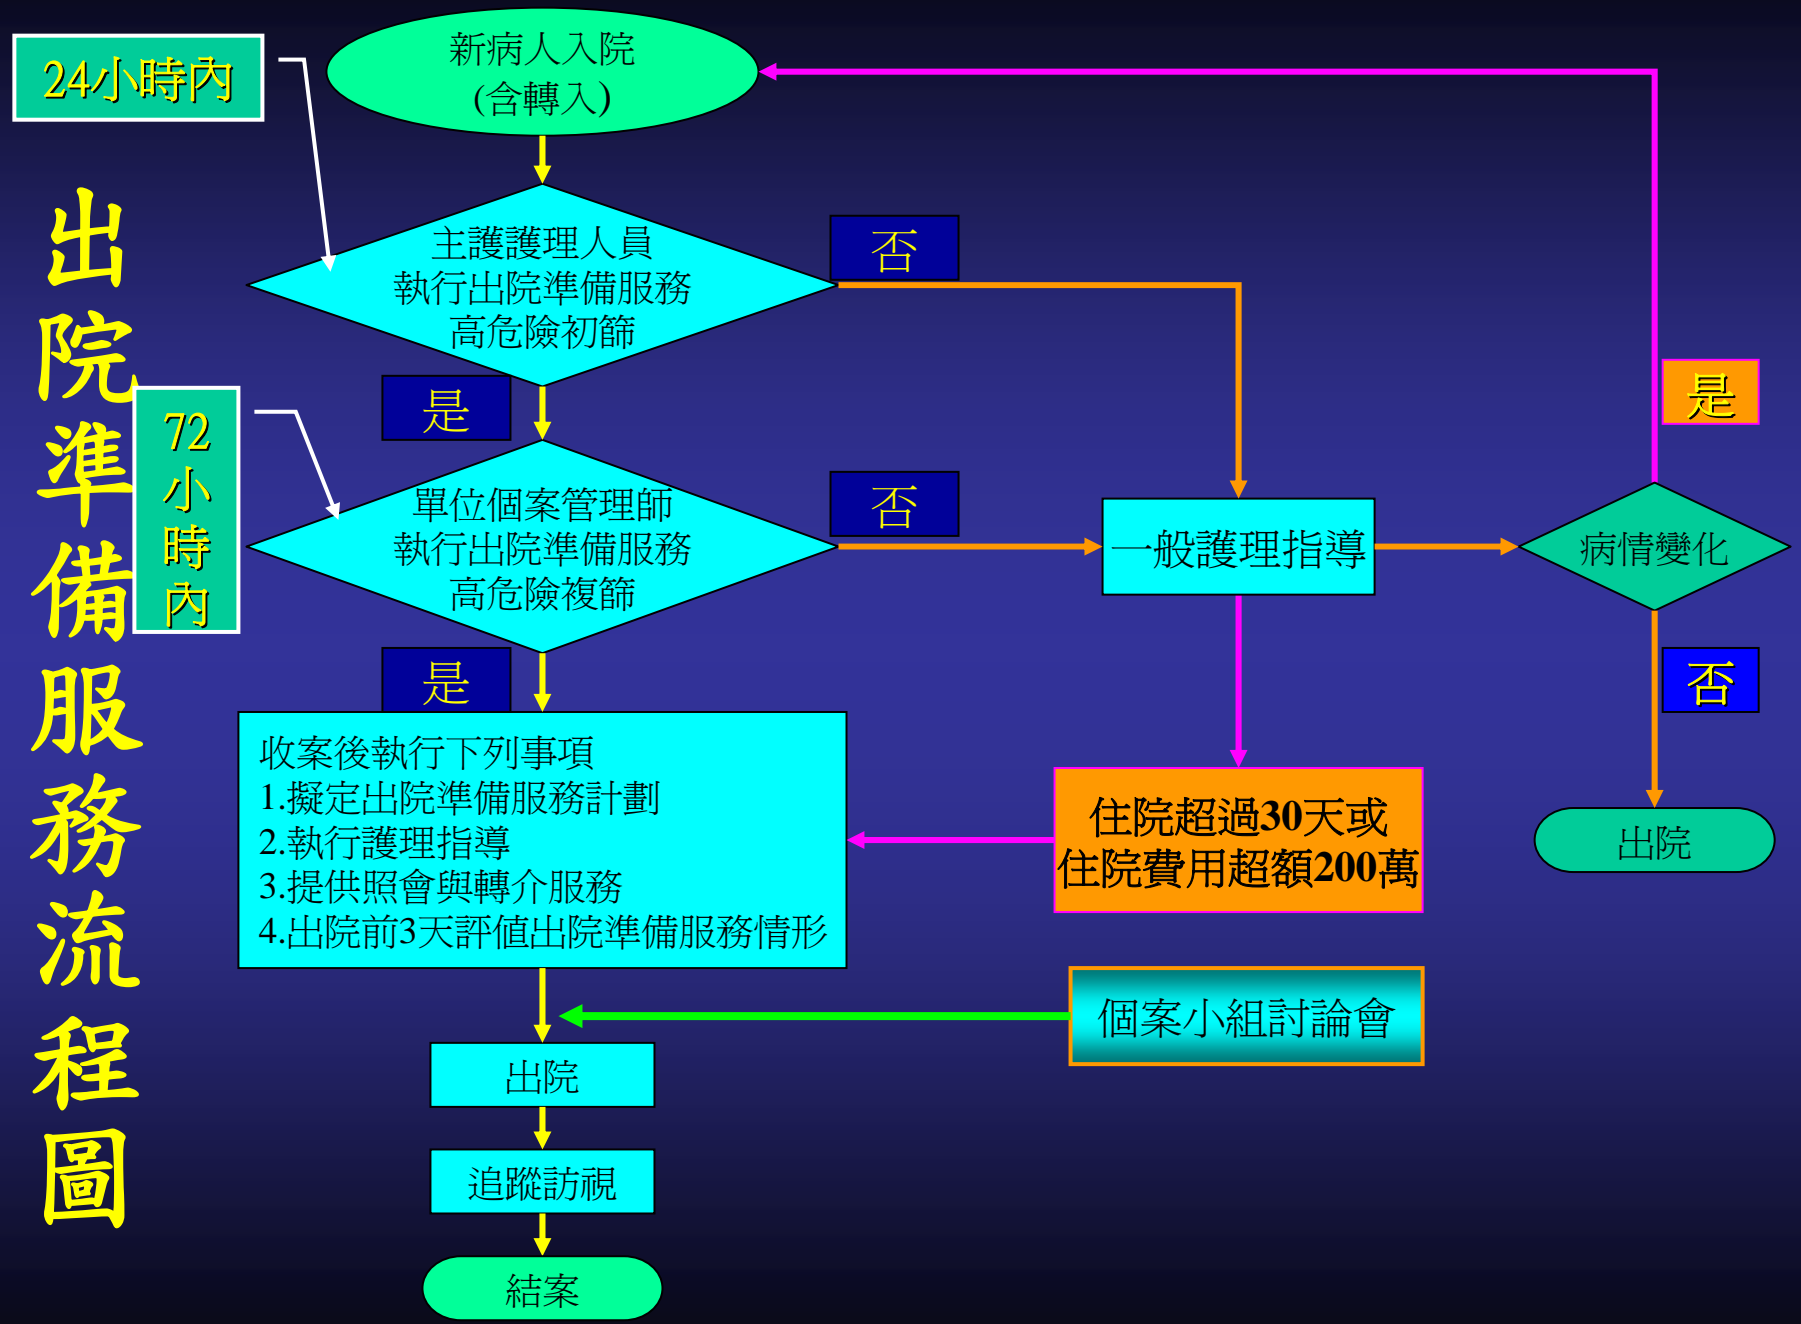 出院準備服務流程圖
24小時內
新病人入院
(含轉入)
主護護理人員
執行出院準備服務
高危險初篩
否
是
72
小
時
內
單位個案管理師
執行出院準備服務
高危險複篩
否
是
一般護理指導
病情變化
是
否
出院
收案後執行下列事項
1.擬定出院準備服務計劃
2.執行護理指導
3.提供照會與轉介服務
4.出院前3天評值出院準備服務情形
住院超過30天或
住院費用超額200萬
個案小組討論會
出院
追蹤訪視
結案